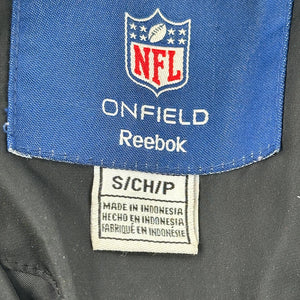 NFL
ONFIELD
Reebok
S/CH/P
MADE IN INDONESIA
HECHO EN INDONESIA
FABRIQUÉ EN INDONÉSIE